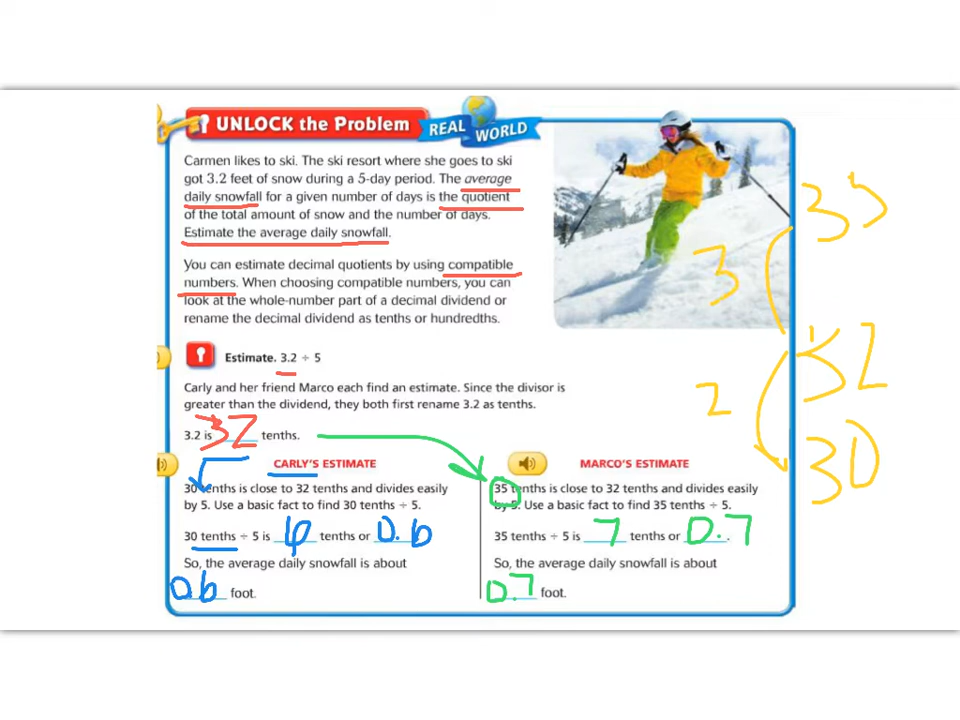 UNLOCK the Problem REAL WORLD
Carmen likes to ski. The ski resort where she goes to ski
got 3.2 feet of snow during a 5-day period. The average
daily snowfall for a given number of days is the quotient
of the total amount of snow and the number of days.
Estimate the average daily snowfall.
You can estimate decimal quotients by using compatible
numbers. When choosing compatible numbers, you can
look at the whole-number part of a decimal dividend or
rename the decimal dividend as tenths or hundredths.
35
3
32
2
30
Estimate. 3.2 ÷ 5
Carly and her friend Marco each find an estimate. Since the divisor is
greater than the dividend, they both first rename 3.2 as tenths.
3.2 is 32 tenths.
CARLY'S ESTIMATE
30 tenths is close to 32 tenths and divides easily
by 5. Use a basic fact to find 30 tenths ÷ 5.
30 tenths ÷ 5 is 6 tenths or 0.6
So, the average daily snowfall is about
0.6 foot.
MARCO'S ESTIMATE
35 tenths is close to 32 tenths and divides easily
by 5. Use a basic fact to find 35 tenths ÷ 5.
35 tenths ÷ 5 is 7 tenths or 0.7
So, the average daily snowfall is about
0.7 foot.